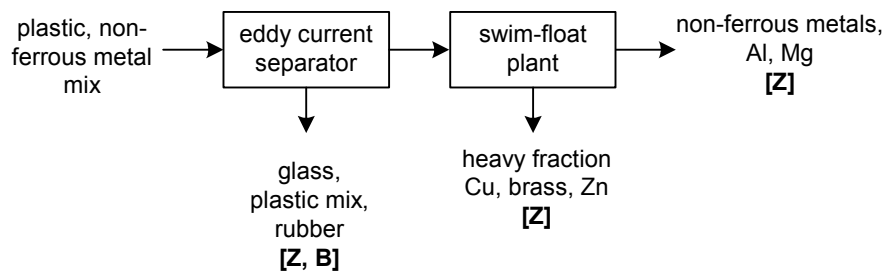 plastic, non-
ferrous metal
mix
eddy current
separator
swim-float
plant
non-ferrous metals,
Al, Mg
[Z]
glass,
plastic mix,
rubber
[Z, B]
heavy fraction
Cu, brass, Zn
[Z]